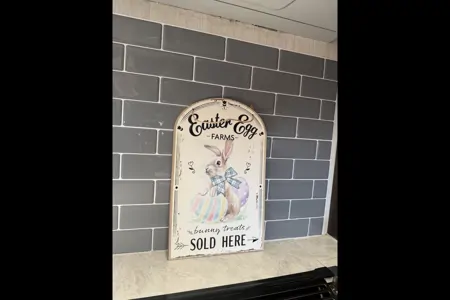 Easter Egg
FARMS
bunny treats
SOLD HERE